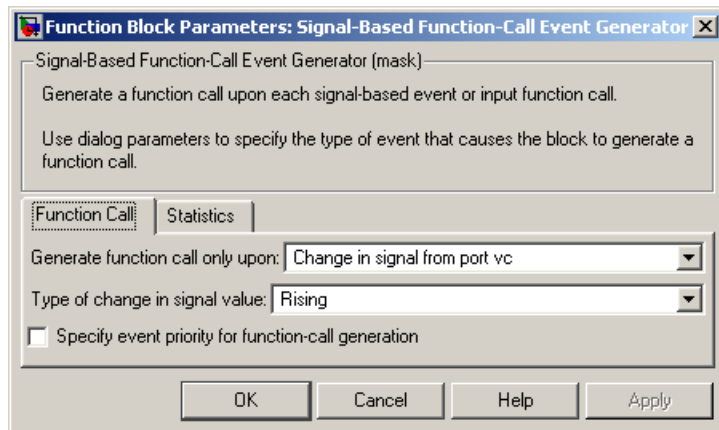 Function Block Parameters: Signal-Based Function-Call Event Generator
Signal-Based Function-Call Event Generator (mask)
Generate a function call upon each signal-based event or input function call.
Use dialog parameters to specify the type of event that causes the block to generate a
function call.
Function Call Statistics
Generate function call only upon: Change in signal from port vc
Type of change in signal value: Rising
Specify event priority for function-call generation
OK Cancel Help Apply